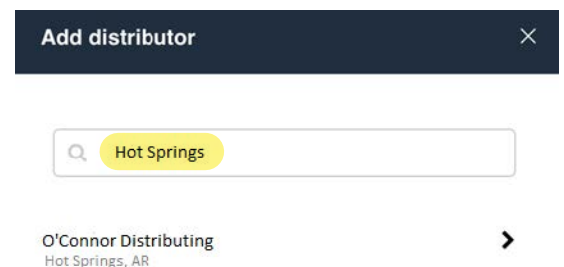 Add distributor
Hot Springs
O'Connor Distributing
Hot Springs, AR